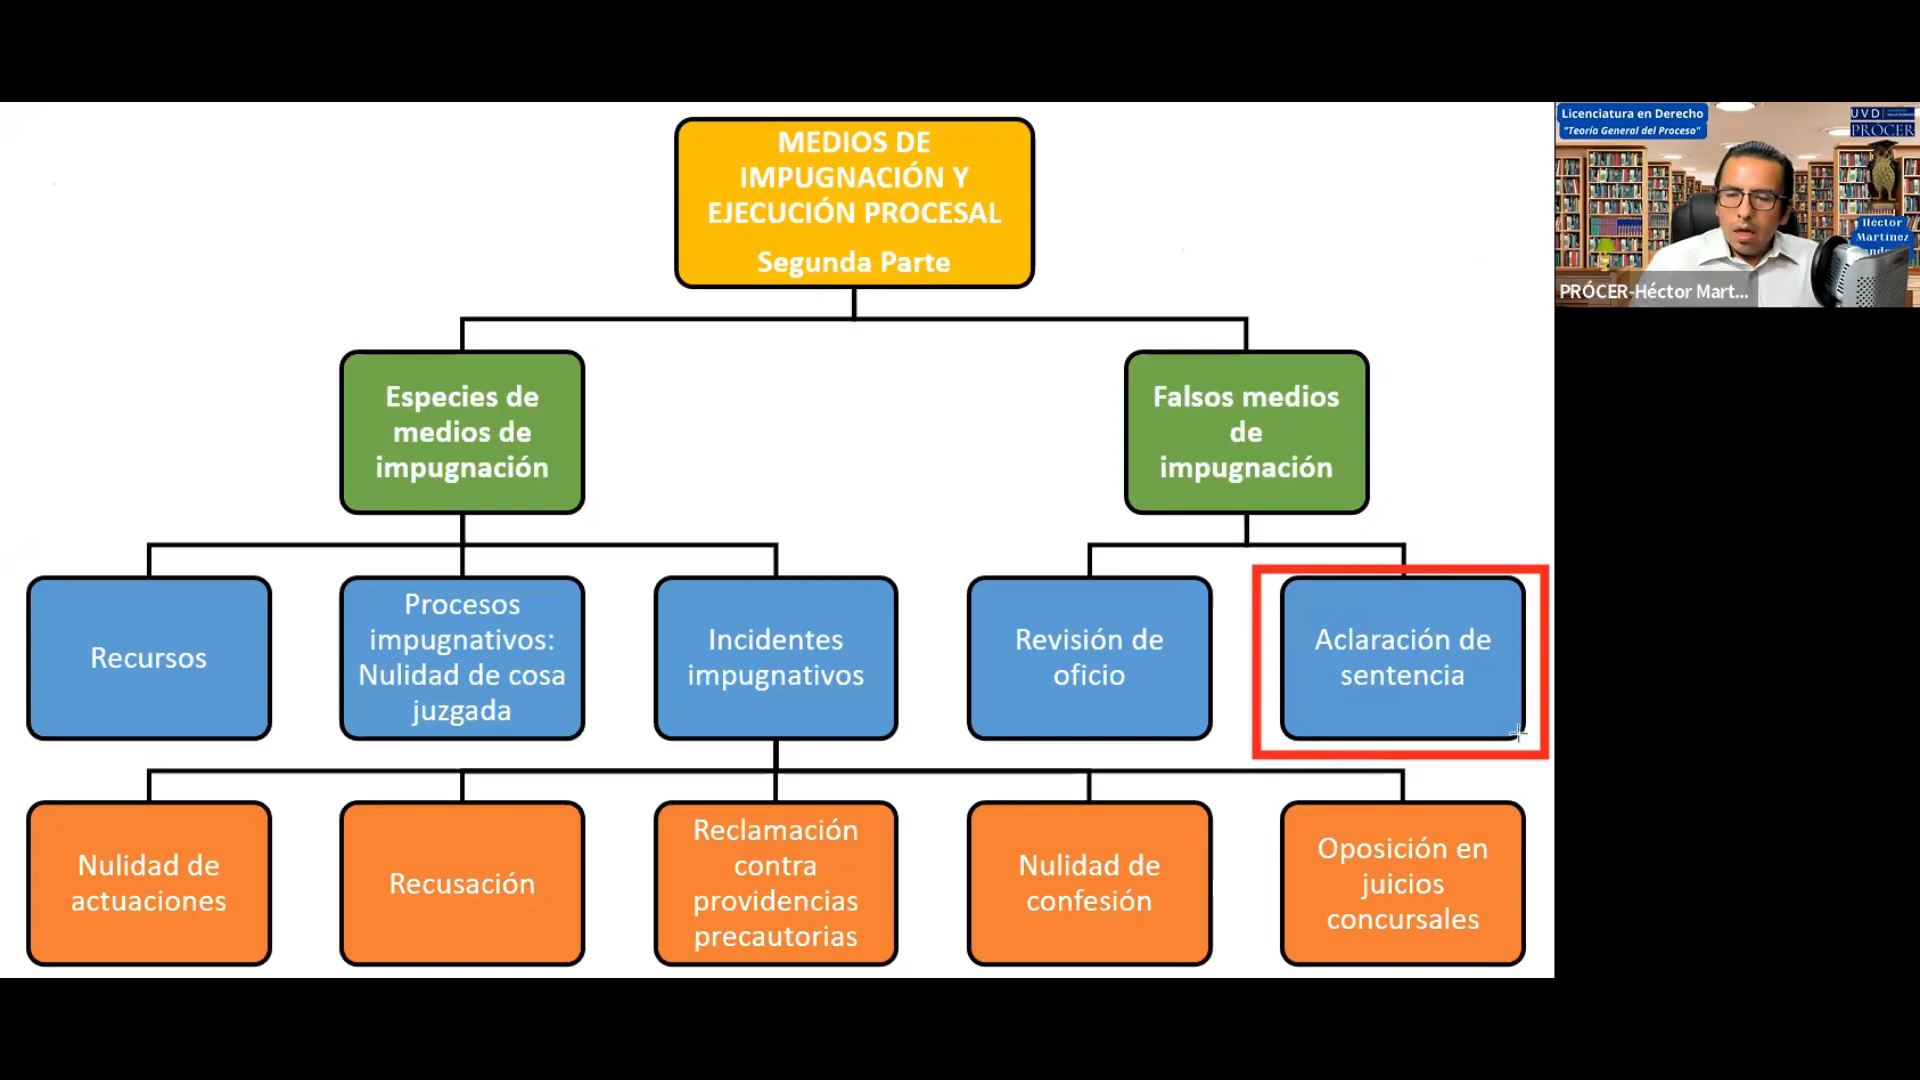 MEDIOS DE
IMPUGNACIÓN Y
EJECUCIÓN PROCESAL
Segunda Parte
Especies de
medios de
impugnación
Falsos medios
de
impugnación
Recursos
Procesos
impugnativos:
Nulidad de cosa
juzgada
Incidentes
impugnativos
Revisión de
oficio
Aclaración de
sentencia
Nulidad de
actuaciones
Recusación
Reclamación
contra
providencias
precautorias
Nulidad de
confesión
Oposición en
juicios
concursales
Licenciatura en Derecho
"Teoría General del Proceso"
UVD
PRÓCER
Héctor
Martínez
PRÓCER-Héctor Mart...